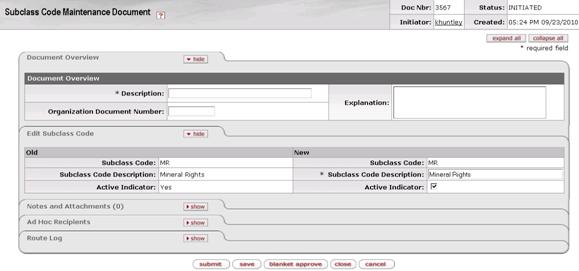 Subclass Code Maintenance Document ?
Doc Nbr: 3567 Status: INITIATED
Initiator: khuntley Created: 05:24 PM 09/23/2010
expand all collapse all
* required field
Document Overview hide
Document Overview
* Description: Explanation:
Organization Document Number:
Edit Subclass Code hide
Old New
Subclass Code: MR Subclass Code: MR
Subclass Code Description: Mineral Rights * Subclass Code Description: Mineral Rights
Active Indicator: Yes Active Indicator:
Notes and Attachments (0) show
Ad Hoc Recipients show
Route Log show
submit save blanket approve close cancel